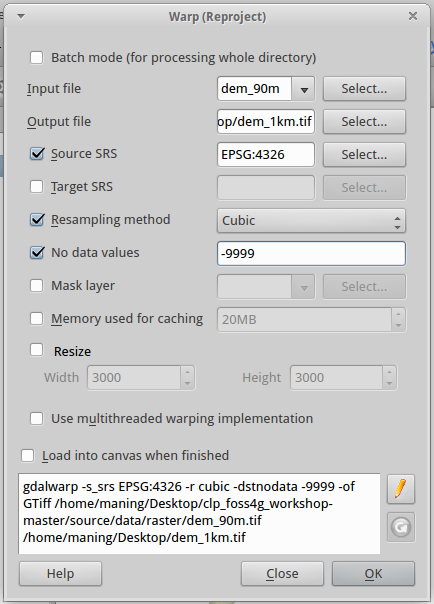 Warp (Reproject)
Batch mode (for processing whole directory)
Input file dem_90m Select...
Output file op/dem_1km.tif Select...
Source SRS EPSG:4326 Select...
Target SRS Select...
Resampling method Cubic
No data values -9999
Mask layer Select...
Memory used for caching 20MB
Resize
Width 3000 Height 3000
Use multithreaded warping implementation
Load into canvas when finished
gdalwarp -s_srs EPSG:4326 -r cubic -dstnodata -9999 -of
GTiff /home/maning/Desktop/clp_foss4g_workshop-
master/source/data/raster/dem_90m.tif
/home/maning/Desktop/dem_1km.tif
Help Close OK